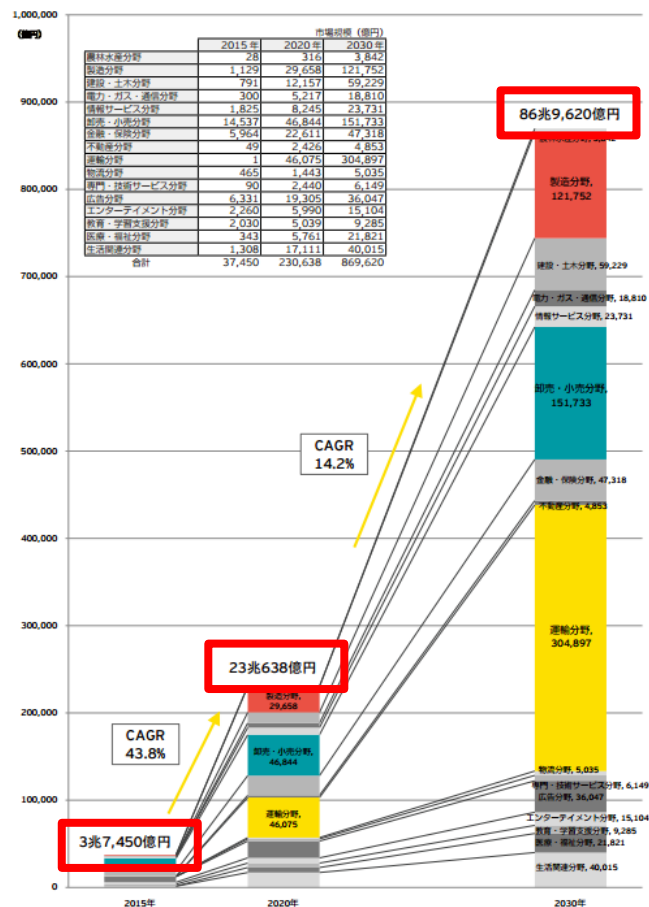 1,000,000
(億円)
市場規模（億円）
2015年 2020年 2030年
農林水産分野 28 316 3,842
製造分野 1,129 29,658 121,752
建設・土木分野 791 12,157 59,229
電力・ガス・通信分野 300 5,217 18,810
情報サービス分野 1,825 8,245 23,731
卸売・小売分野 14,537 46,844 151,733
金融・保険分野 5,964 22,611 47,318
不動産分野 49 2,426 4,853
運輸分野 1 46,075 304,897
物流分野 465 1,443 5,035
専門・技術サービス分野 90 2,440 6,149
広告分野 6,331 19,305 36,047
エンターテイメント分野 2,260 5,990 15,104
教育・学習支援分野 2,030 5,039 9,285
医療・福祉分野 343 5,761 21,821
生活関連分野 1,308 17,111 40,015
合計 37,450 230,638 869,620
900,000
86兆9,620億円
製造分野,
121,752
800,000
700,000
建設・土木分野, 59,229
電力・ガス・通信分野, 18,810
情報サービス分野, 23,731
600,000
卸売・小売分野,
151,733
500,000
CAGR
14.2%
金融・保険分野, 47,318
不動産分野, 4,853
400,000
300,000
運輸分野,
304,897
23兆638億円
製造分野,
29,658
200,000
CAGR
43.8%
卸売・小売分野,
46,844
物流分野, 5,035
専門・技術サービス分野, 6,149
広告分野, 36,047
100,000
運輸分野,
46,075
エンターテイメント分野, 15,104
教育・学習支援分野, 9,285
医療・福祉分野, 21,821
3兆7,450億円
生活関連分野, 40,015
0
2015年
2020年
2030年